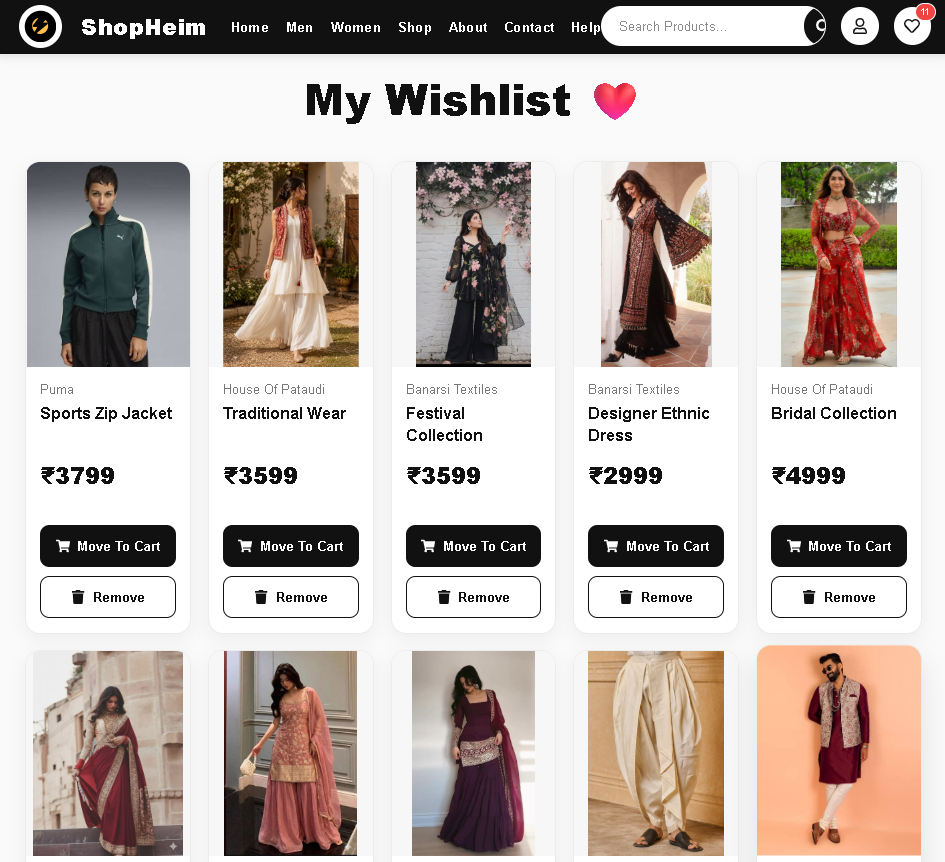 ShopHeim
Home Men Women Shop About Contact Help
Search Products...
11
My Wishlist
Puma
Sports Zip Jacket
₹3799
Move To Cart
Remove
House Of Pataudi
Traditional Wear
₹3599
Move To Cart
Remove
Banarsi Textiles
Festival
Collection
₹3599
Move To Cart
Remove
Banarsi Textiles
Designer Ethnic
Dress
₹2999
Move To Cart
Remove
House Of Pataudi
Bridal Collection
₹4999
Move To Cart
Remove